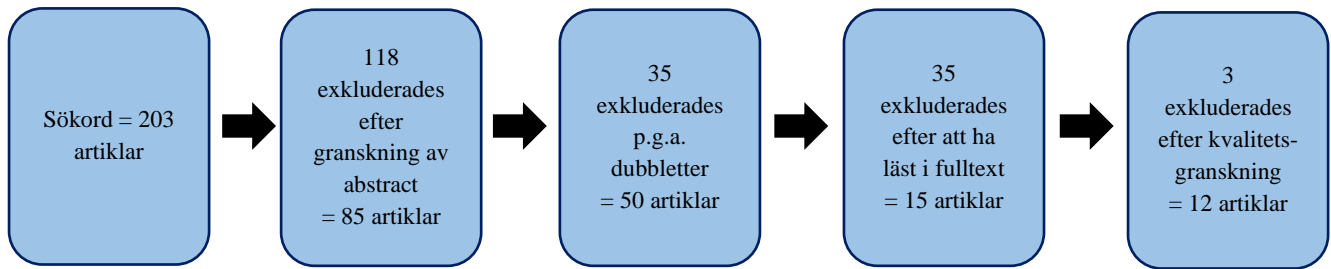 Sökord = 203
artiklar
118
exkluderades
efter
granskning av
abstract
= 85 artiklar
35
exkluderades
p.g.a.
dubbletter
= 50 artiklar
35
exkluderades
efter att ha
läst i fulltext
= 15 artiklar
3
exkluderades
efter kvalitets-
granskning
= 12 artiklar